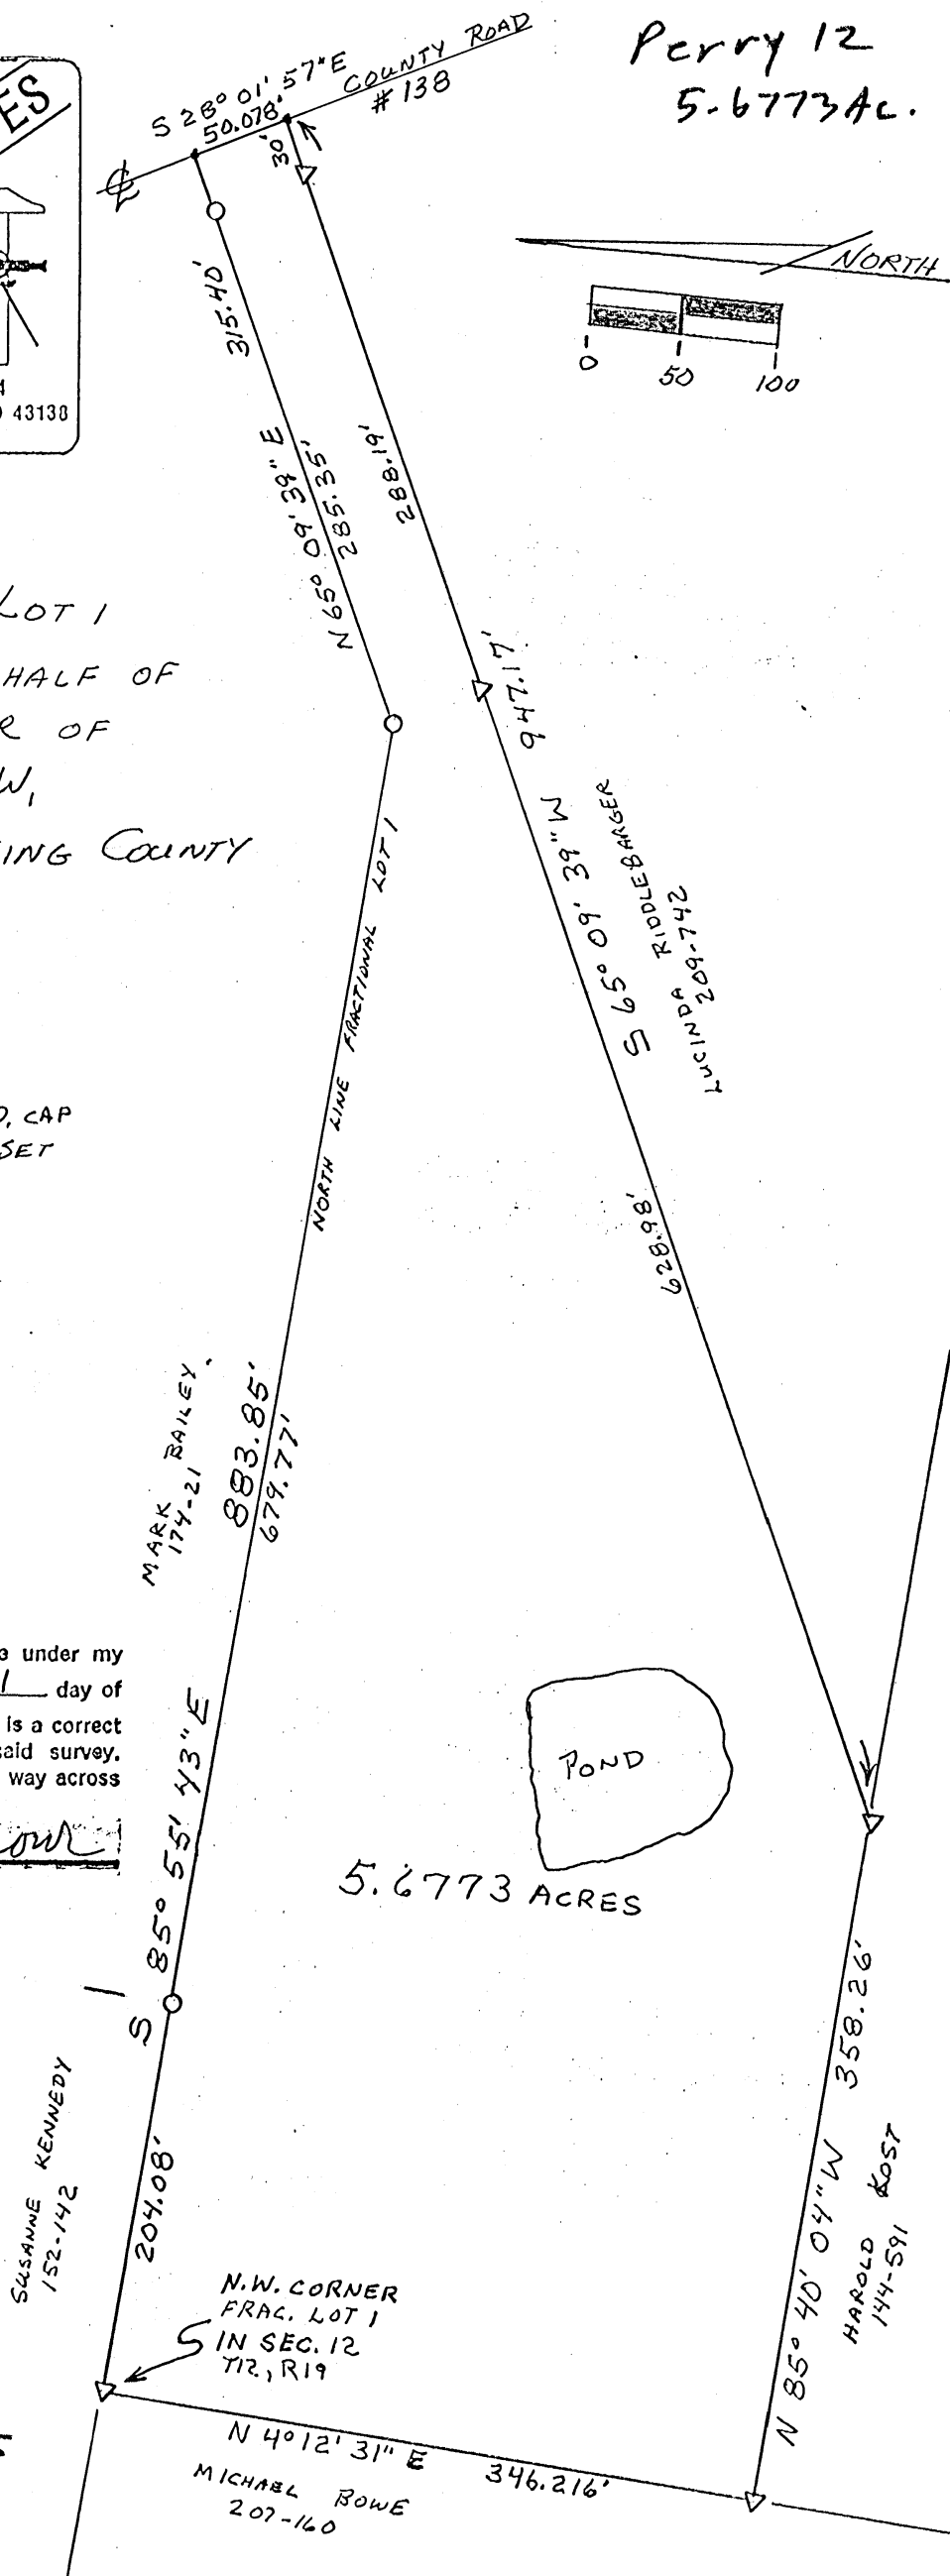 Perry 12
5.6773 Ac.
ES
43138
S 28° 01' 57" E
50.078'
COUNTY ROAD
# 138
℄
30'
NORTH
0 50 100
315.40'
N 65° 09' 39" E
285.35'
288.19'
947.17'
S 65° 09' 39" W
LUCINDA RIDDLEBARGER
209-742
628.98'
LOT 1
HALF OF
R OF
W,
ING COUNTY
NORTH LINE FRACTIONAL LOT 1
, CAP
SET
MARK BAILEY
174-21
883.85'
679.77'
S 85° 55' 43" E
under my
1 day of
is a correct
said survey.
way across
POND
5.6773 ACRES
SUSANNE KENNEDY
152-142
204.08'
358.26'
N 85° 40' 04" W
HAROLD KOST
144-591
N.W. CORNER
FRAC. LOT 1
IN SEC. 12
T12, R19
N 4° 12' 31" E 346.216'
MICHAEL BOWE
207-160